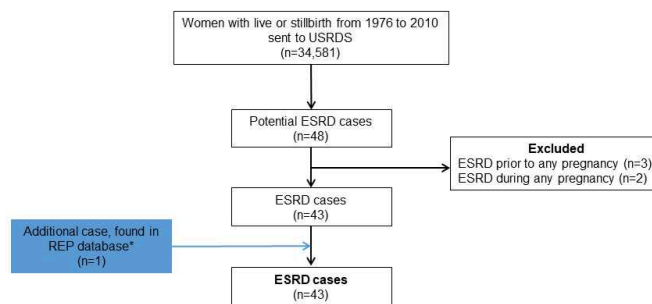 Women with live or stillbirth from 1976 to 2010
sent to USRDS
(n=34,581)
Potential ESRD cases
(n=48)
Excluded
ESRD prior to any pregnancy (n=3)
ESRD during any pregnancy (n=2)
ESRD cases
(n=43)
Additional case, found in
REP database*
(n=1)
ESRD cases
(n=43)